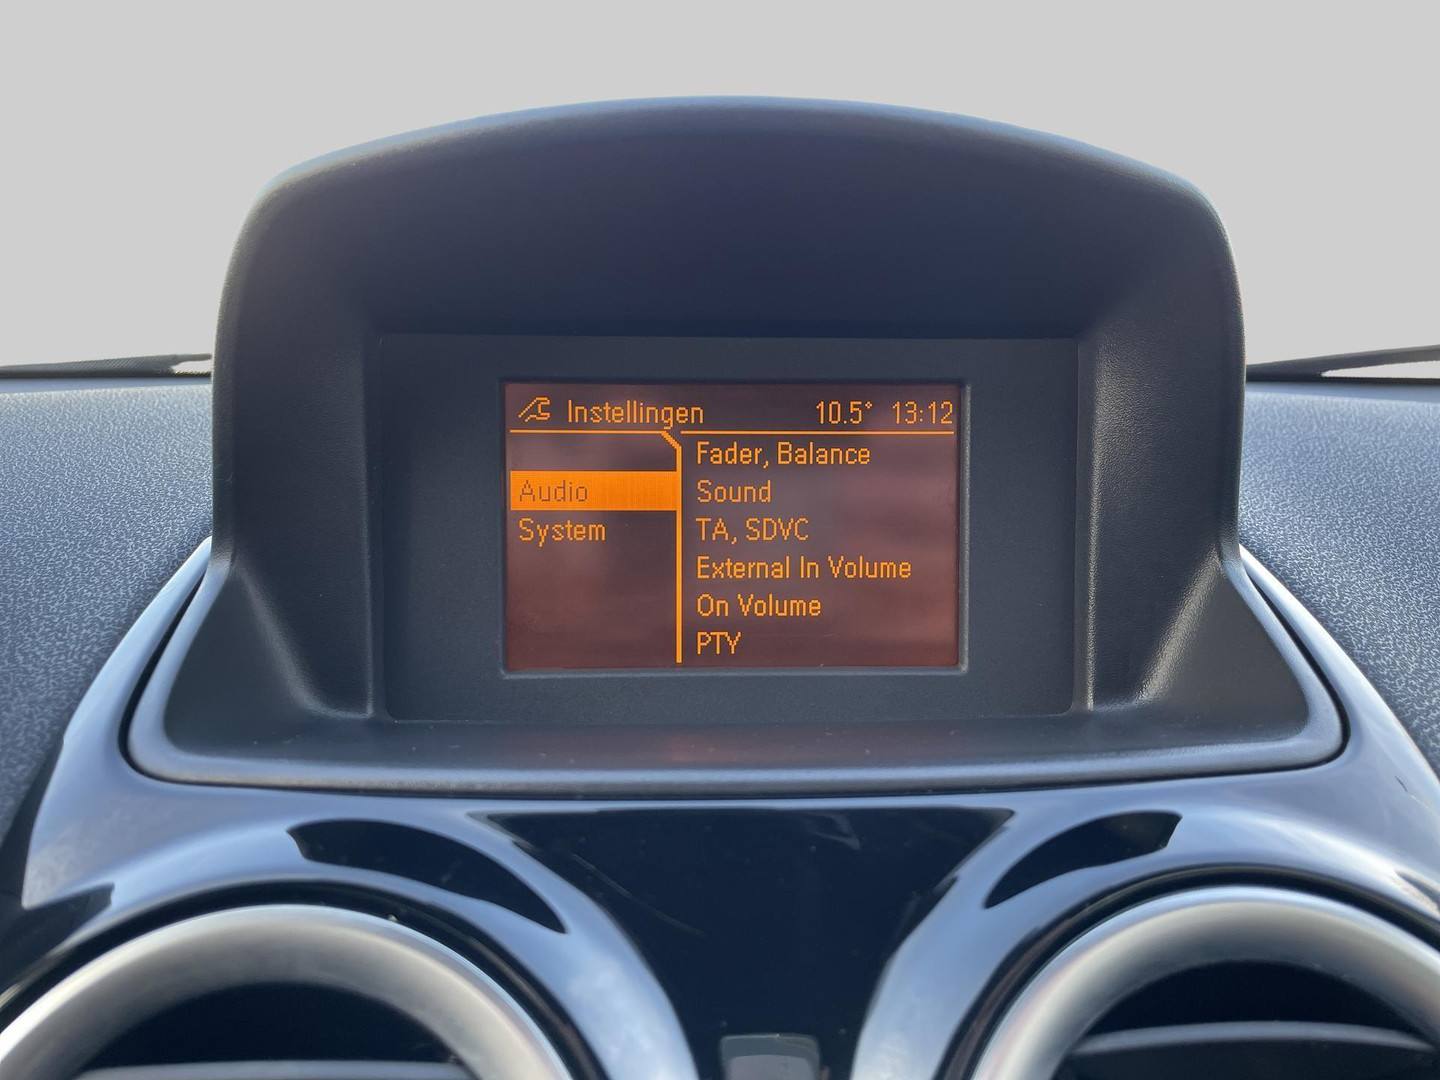 Instellingen 10.5° 13:12
Audio
System
Fader, Balance
Sound
TA, SDVC
External In Volume
On Volume
PTY